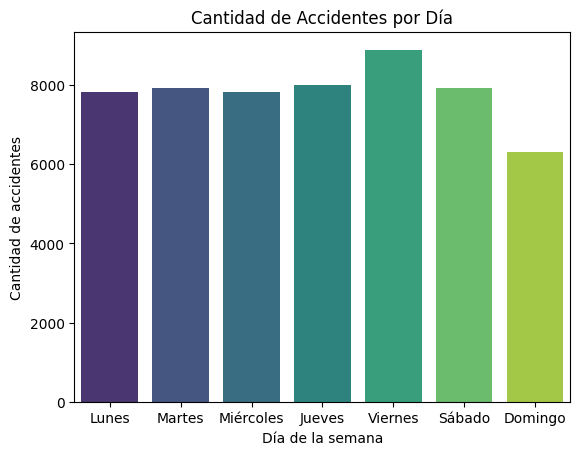 Cantidad de Accidentes por Día
Cantidad de accidentes
8000
6000
4000
2000
0
Lunes Martes Miércoles Jueves Viernes Sábado Domingo
Día de la semana